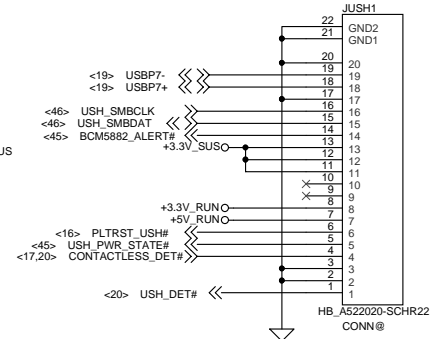 JUSH1
22 GND2
21 GND1
20 20
<19> USBP7- 19 19
<19> USBP7+ 18 18
17 17
<46> USH_SMBCLK 16 16
<46> USH_SMBDAT 15 15
<45> BCM5882_ALERT# 14 14
+3.3V_SUS 13 13
US
12 12
11 11
10 10
9 9
+3.3V_RUN 8 8
+5V_RUN 7 7
<16> PLTRST_USH# 6 6
<45> USH_PWR_STATE# 5 5
<17,20> CONTACTLESS_DET# 4 4
3 3
2 2
<20> USH_DET# 1 1
HB_A522020-SCHR22
CONN@